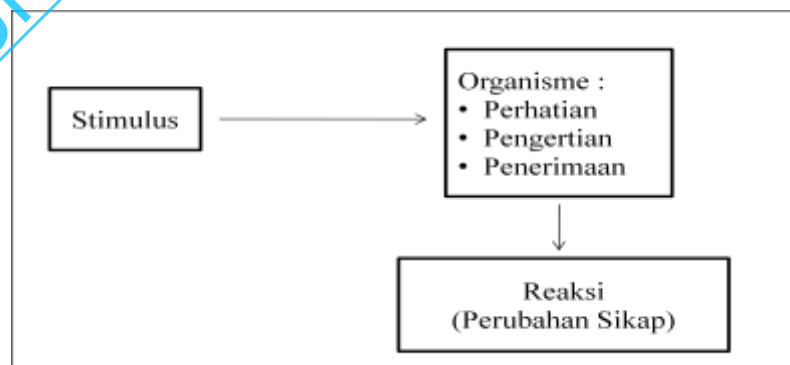 Stimulus
Organisme :
• Perhatian
• Pengertian
• Penerimaan
Reaksi
(Perubahan Sikap)